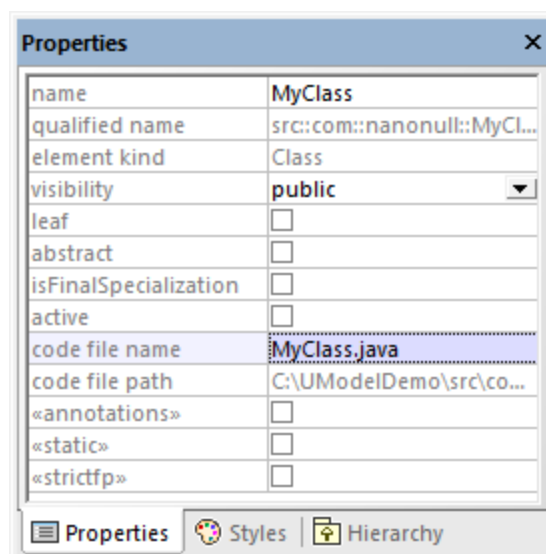 Properties
name MyClass
qualified name src::com::nanonull::MyCl...
element kind Class
visibility public
leaf
abstract
isFinalSpecialization
active
code file name MyClass.java
code file path C:\UModelDemo\src\co...
«annotations»
«static»
«strictfp»
Properties Styles Hierarchy